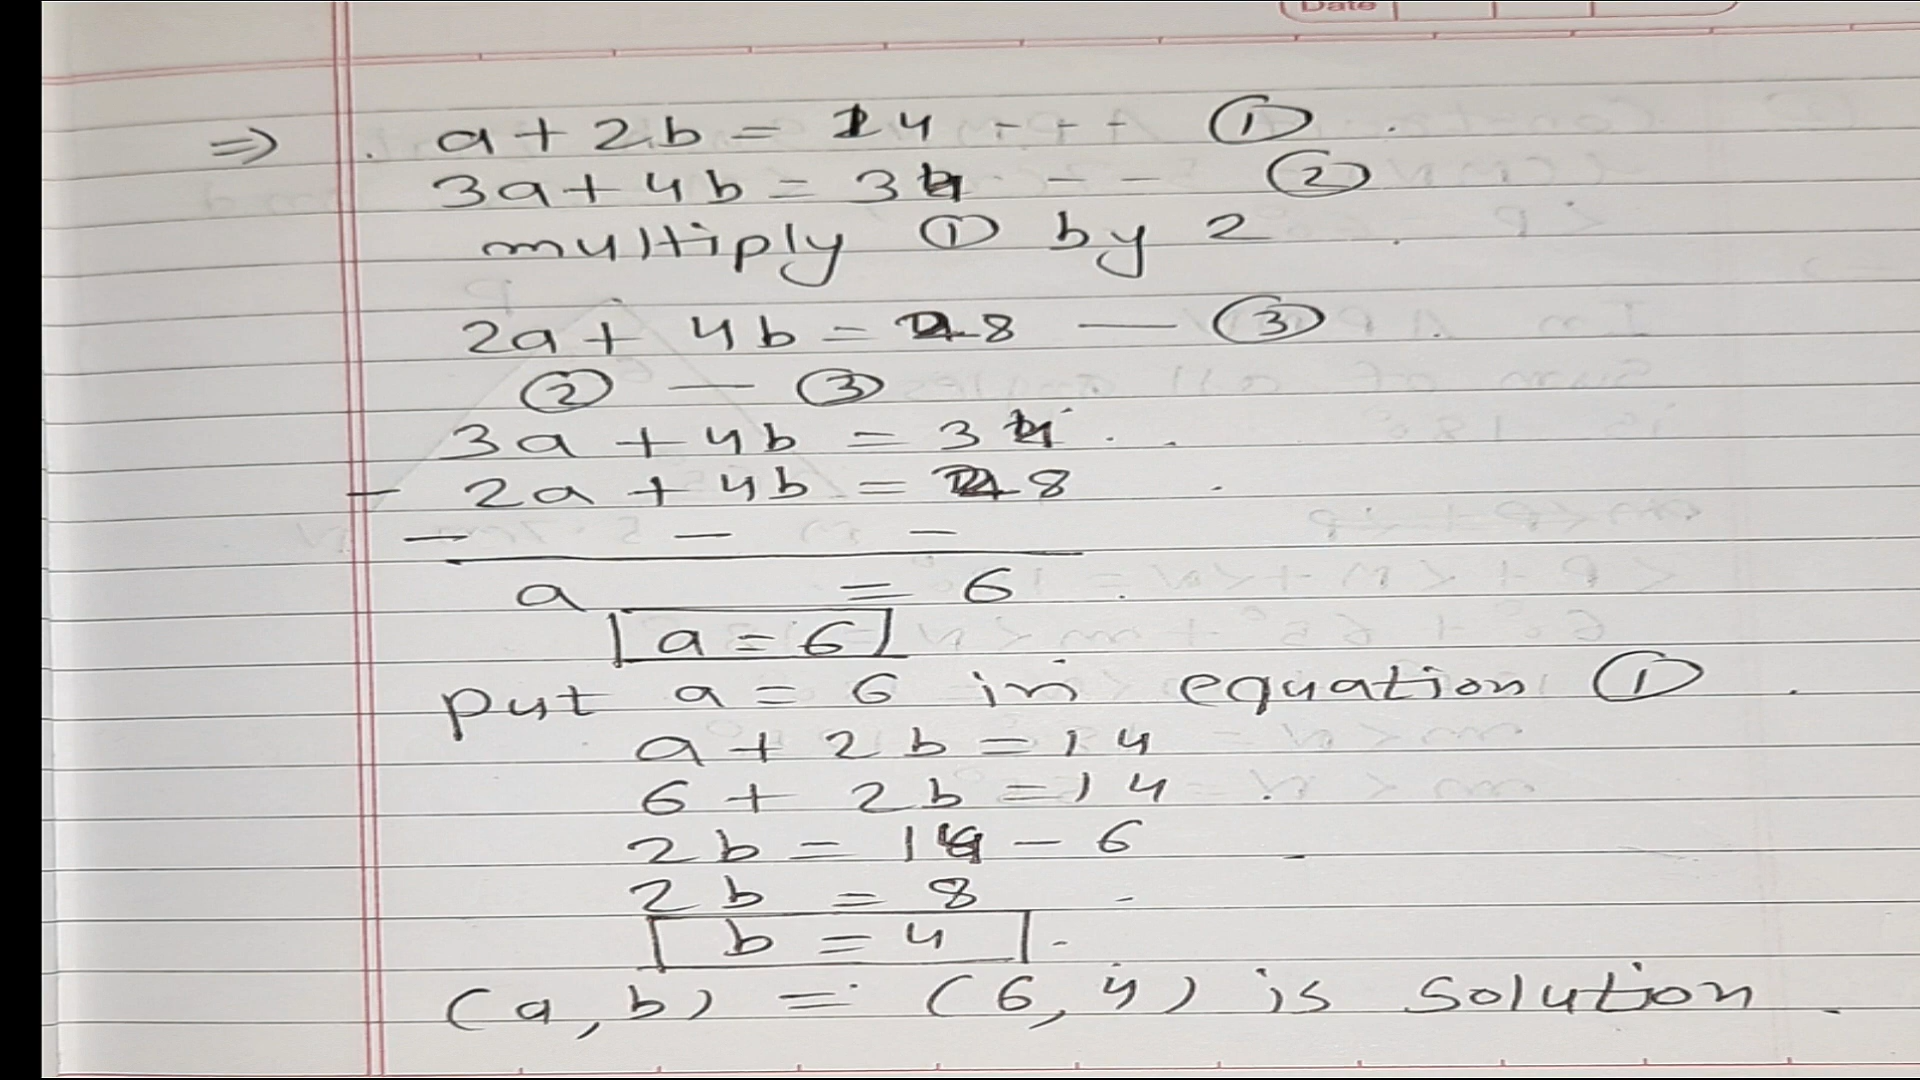 Date
⇒ a + 2b = 14 - - - ①
3a + 4b = 34 - - ②
multiply ① by 2
2a + 4b = 28 — ③
② — ③
3a + 4b = 34
- 2a + 4b = 28
- - -
a = 6
a = 6
put a = 6 in equation ①
a + 2b = 14
6 + 2b = 14
2b = 14 - 6
2b = 8
b = 4
(a, b) = (6, 4) is solution.